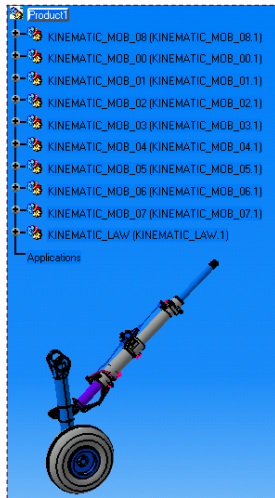 Product1
KINEMATIC_MOB_08 (KINEMATIC_MOB_08.1)
KINEMATIC_MOB_00 (KINEMATIC_MOB_00.1)
KINEMATIC_MOB_01 (KINEMATIC_MOB_01.1)
KINEMATIC_MOB_02 (KINEMATIC_MOB_02.1)
KINEMATIC_MOB_03 (KINEMATIC_MOB_03.1)
KINEMATIC_MOB_04 (KINEMATIC_MOB_04.1)
KINEMATIC_MOB_05 (KINEMATIC_MOB_05.1)
KINEMATIC_MOB_06 (KINEMATIC_MOB_06.1)
KINEMATIC_MOB_07 (KINEMATIC_MOB_07.1)
KINEMATIC_LAW (KINEMATIC_LAW.1)
Applications